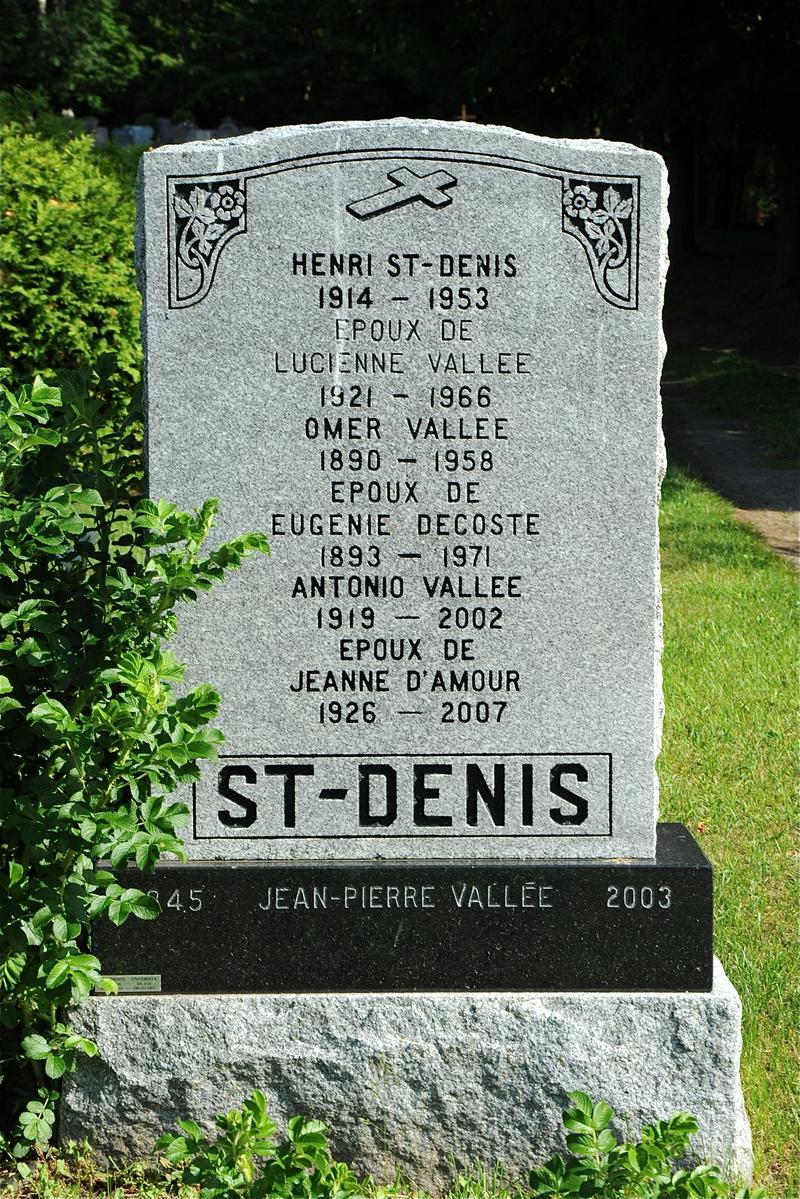 HENRI ST-DENIS
1914 — 1953
EPOUX DE
LUCIENNE VALLEE
1921 — 1966
OMER VALLEE
1890 — 1958
EPOUX DE
EUGENIE DECOSTE
1893 — 1971
ANTONIO VALLEE
1919 — 2002
EPOUX DE
JEANNE D'AMOUR
1926 — 2007
ST-DENIS
JEAN-PIERRE VALLÉE 2003